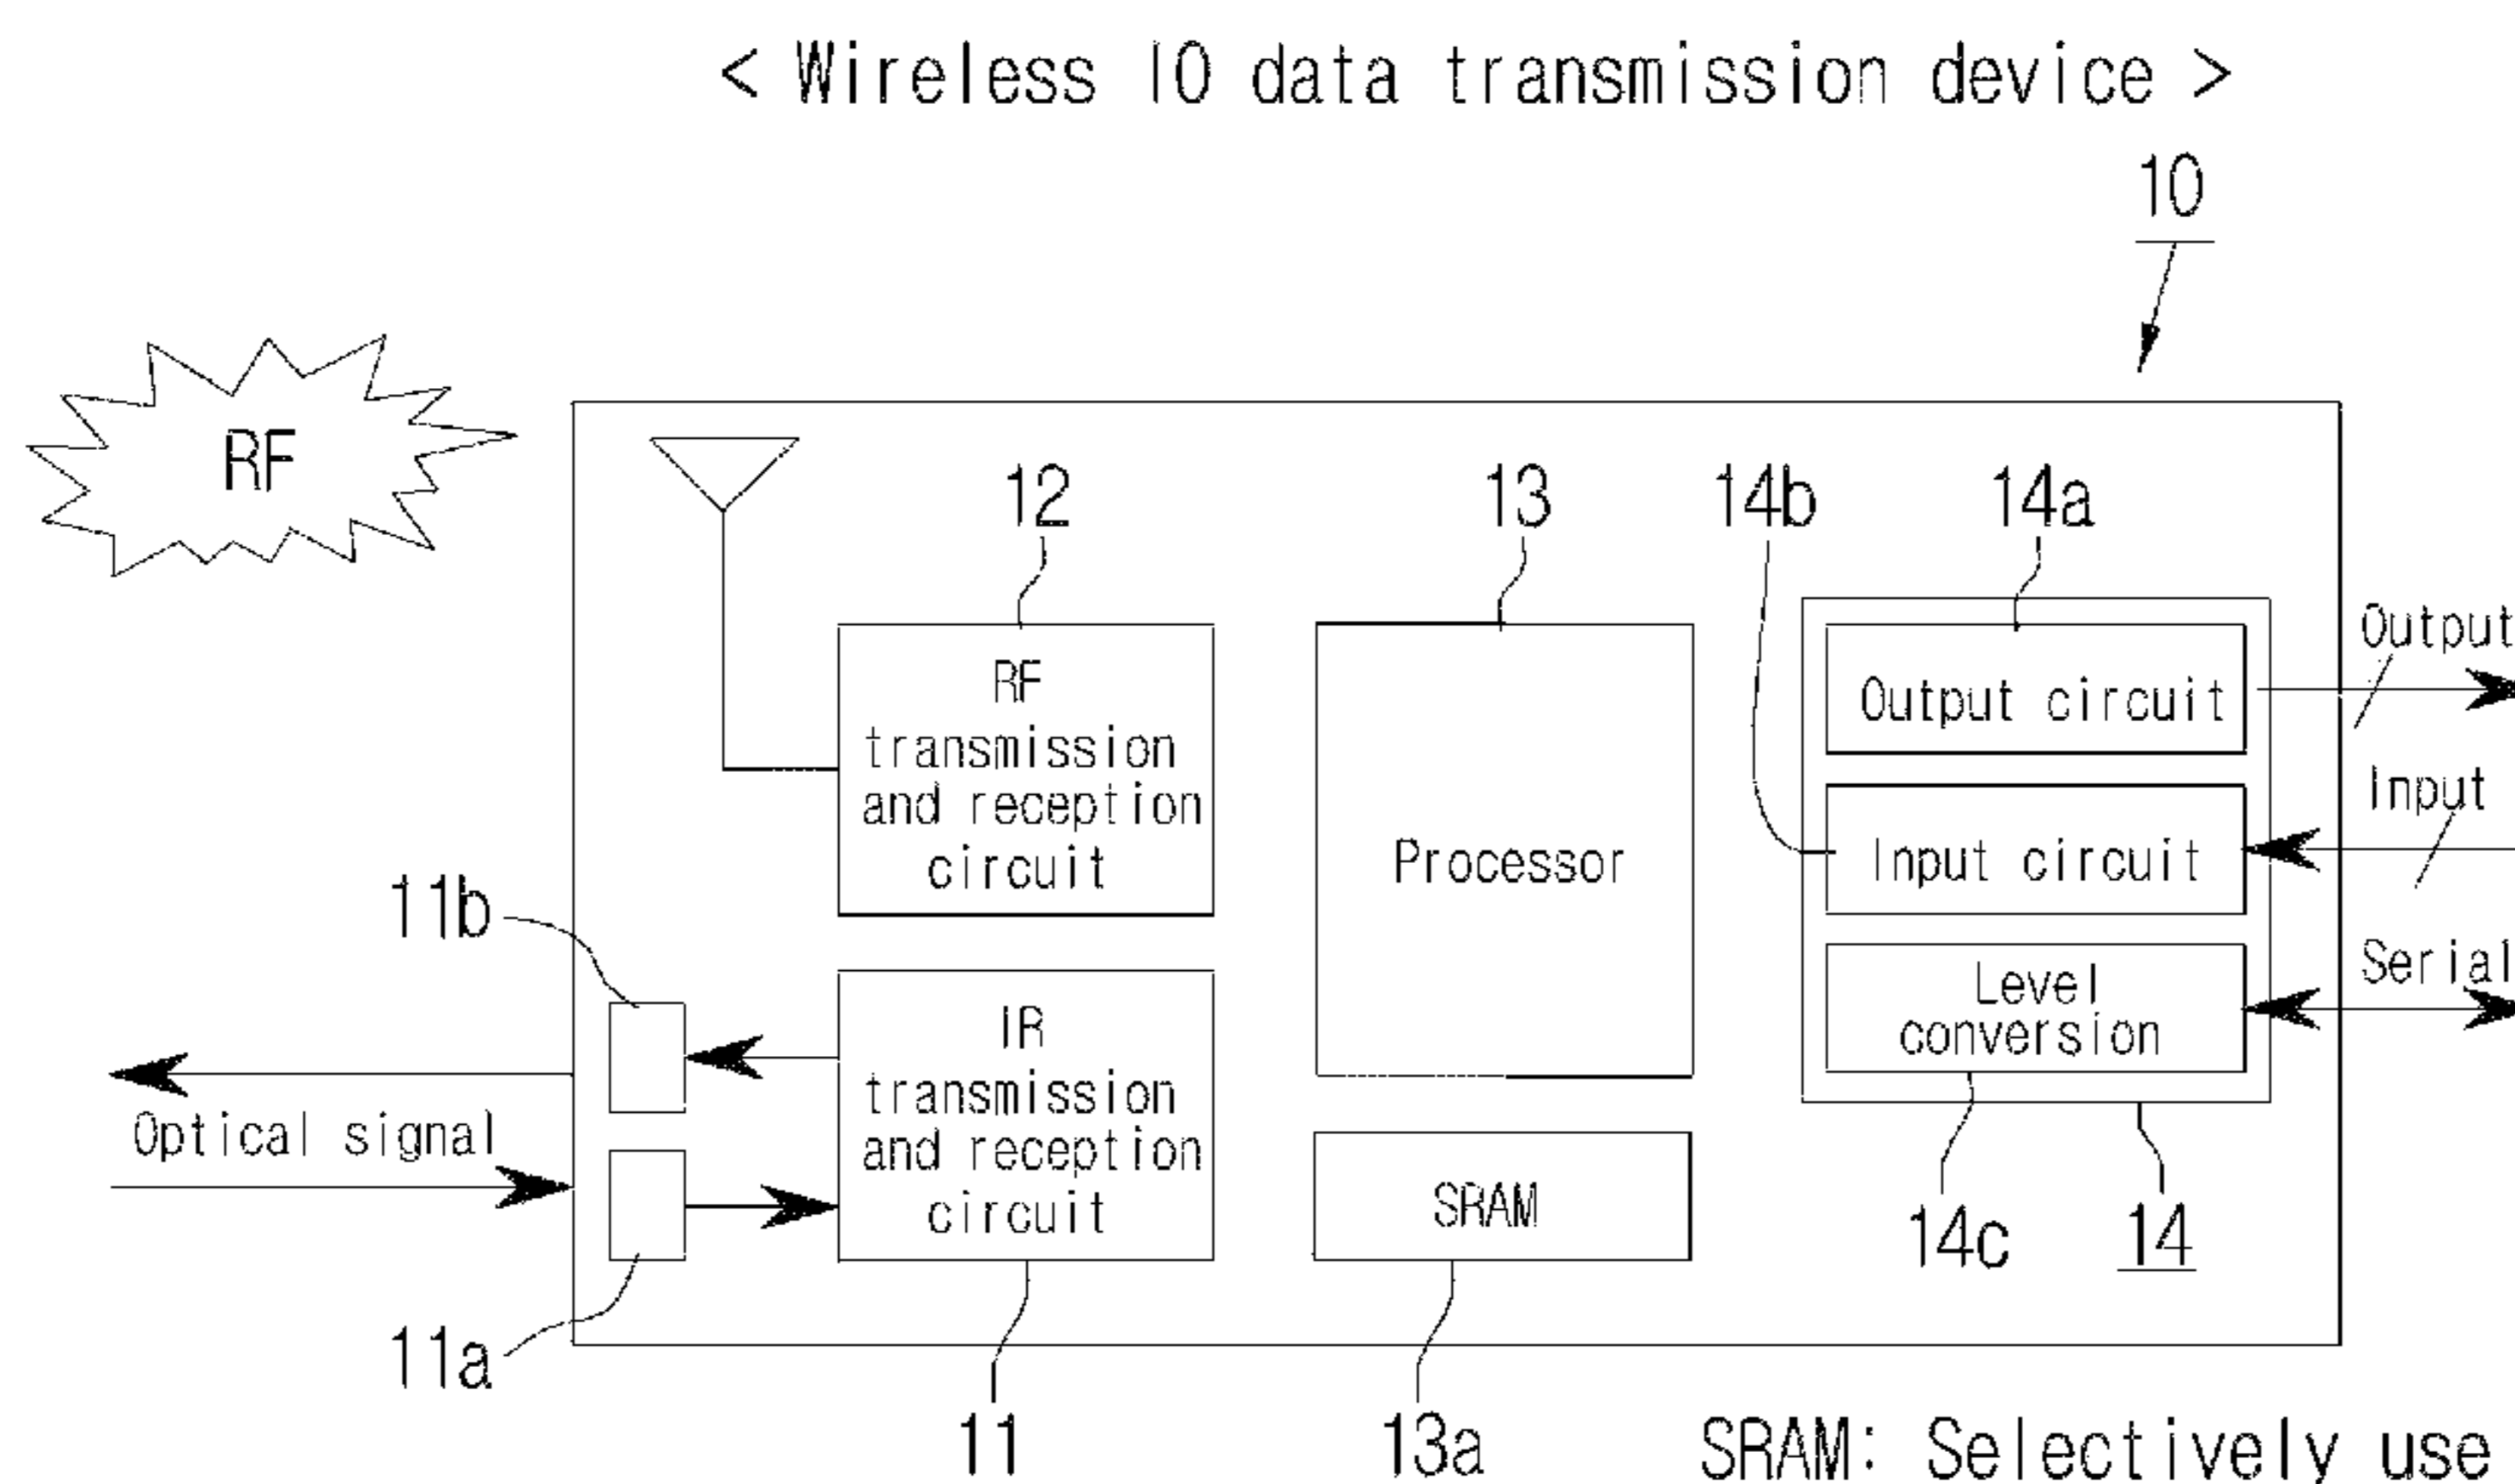 < Wireless IO data transmission device >
10
RF
12
13
14b
14a
RF
transmission
and reception
circuit
Processor
Output circuit
Output
Input circuit
Input
Level
conversion
Serial
11b
IR
transmission
and reception
circuit
Optical signal
SRAM
11a
11
13a
14c
14
SRAM: Selectively use